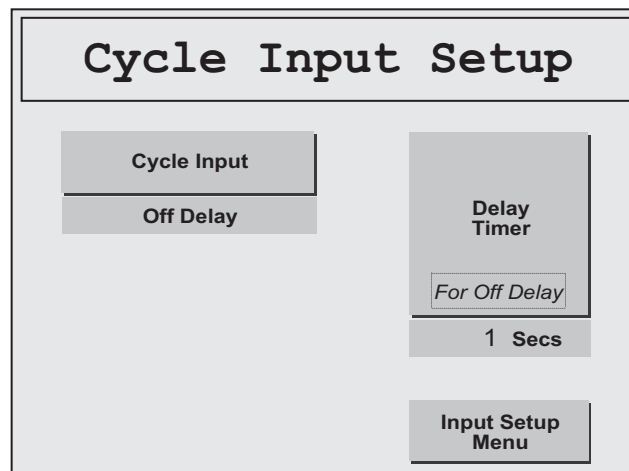 Cycle Input Setup
Cycle Input
Off Delay
Delay
Timer
For Off Delay
1 Secs
Input Setup
Menu